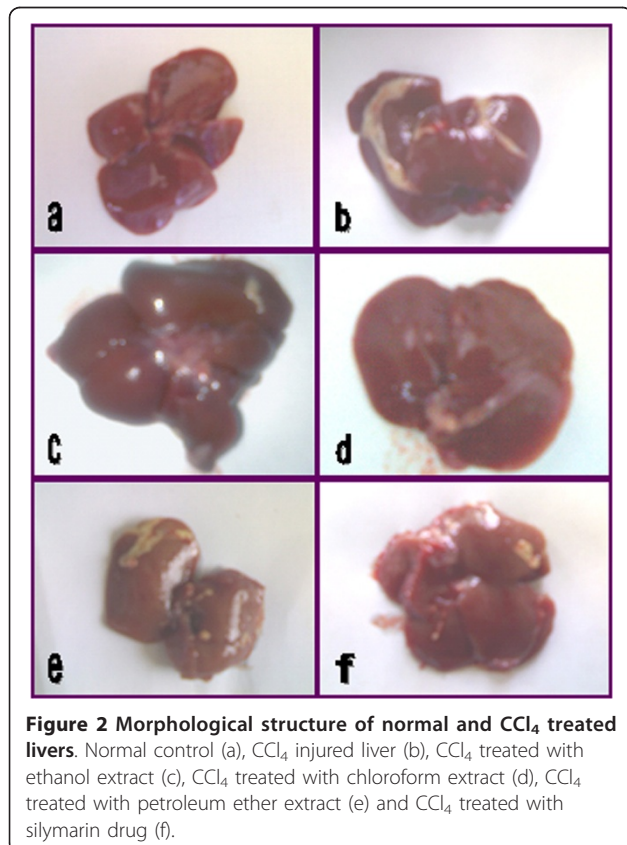 a
b
c
d
e
f
Figure 2 Morphological structure of normal and CCl₄ treated
livers. Normal control (a), CCl₄ injured liver (b), CCl₄ treated with
ethanol extract (c), CCl₄ treated with chloroform extract (d), CCl₄
treated with petroleum ether extract (e) and CCl₄ treated with
silymarin drug (f).